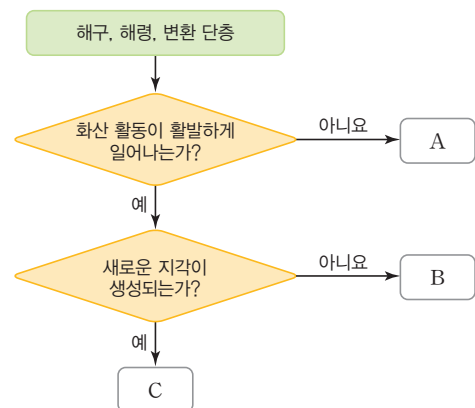 해구, 해령, 변환 단층
화산 활동이 활발하게
일어나는가?
아니요
A
예
새로운 지각이
생성되는가?
아니요
B
예
C